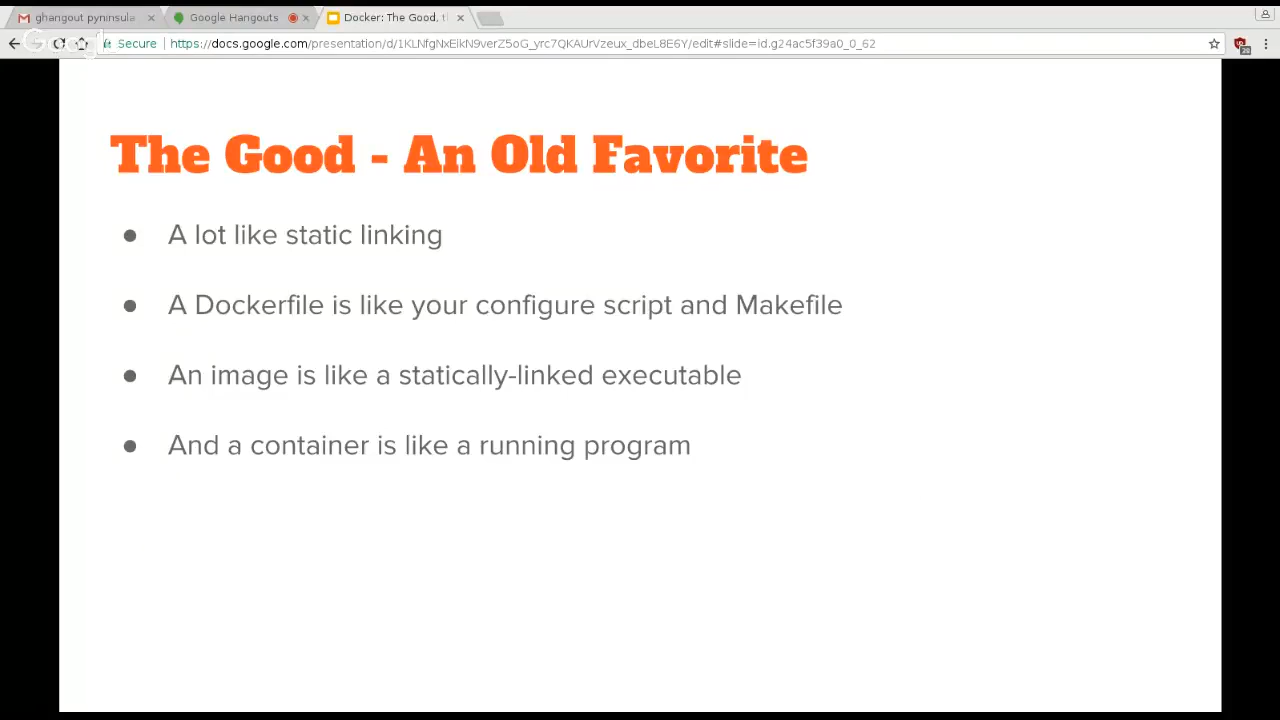 ghangout pyninsula
Google Hangouts
Docker: The Good, t
Google
Secure
https://docs.google.com/presentation/d/1KLNfgNxEikN9verZ5oG_yrc7QKAUrVzeux_dbeL8E6Y/edit#slide=id.g24ac5f39a0_0_62
The Good - An Old Favorite
● A lot like static linking
● A Dockerfile is like your configure script and Makefile
● An image is like a statically-linked executable
● And a container is like a running program